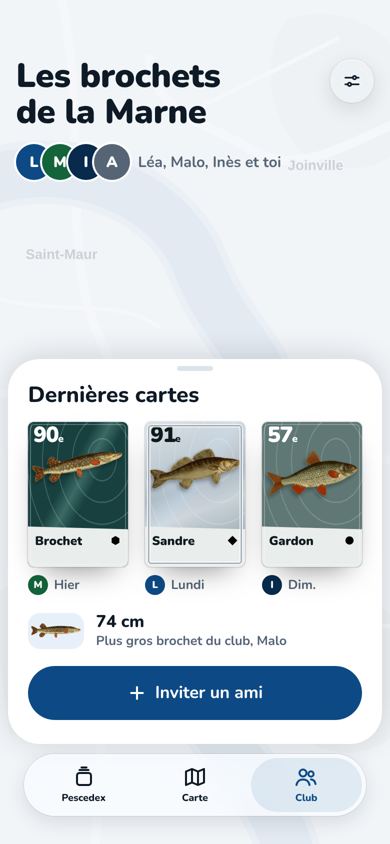 Les brochets
de la Marne
L M I A Léa, Malo, Inès et toi
Joinville
Saint-Maur
Dernières cartes
90e 91e 57e
Brochet Sandre Gardon
M Hier L Lundi I Dim.
74 cm
Plus gros brochet du club, Malo
+ Inviter un ami
Pescedex Carte Club